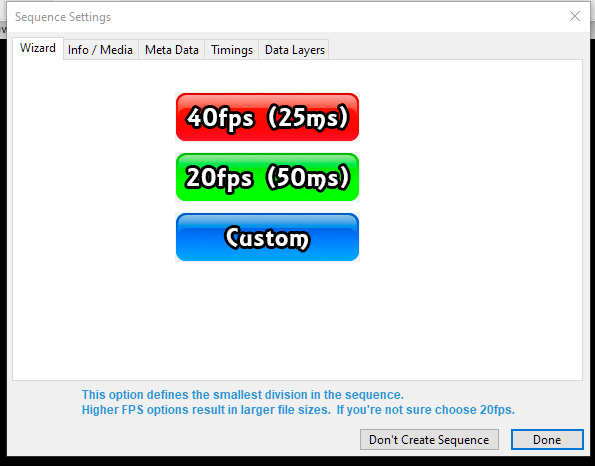 Sequence Settings
Wizard Info / Media Meta Data Timings Data Layers
40fps (25ms)
20fps (50ms)
Custom
This option defines the smallest division in the sequence.
Higher FPS options result in larger file sizes. If you're not sure choose 20fps.
Don't Create Sequence Done